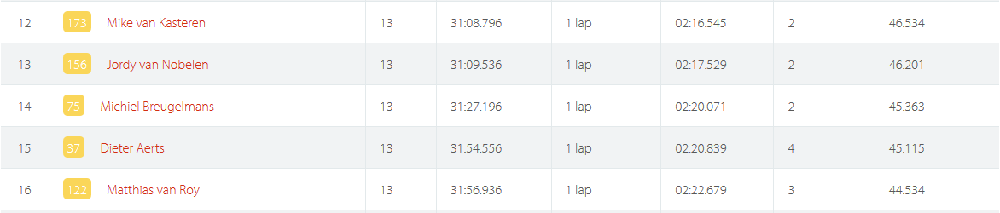 12 173 Mike van Kasteren 13 31:08.796 1 lap 02:16.545 2 46.534
13 156 Jordy van Nobelen 13 31:09.536 1 lap 02:17.529 2 46.201
14 75 Michiel Breugelmans 13 31:27.196 1 lap 02:20.071 2 45.363
15 37 Dieter Aerts 13 31:54.556 1 lap 02:20.839 4 45.115
16 122 Matthias van Roy 13 31:56.936 1 lap 02:22.679 3 44.534